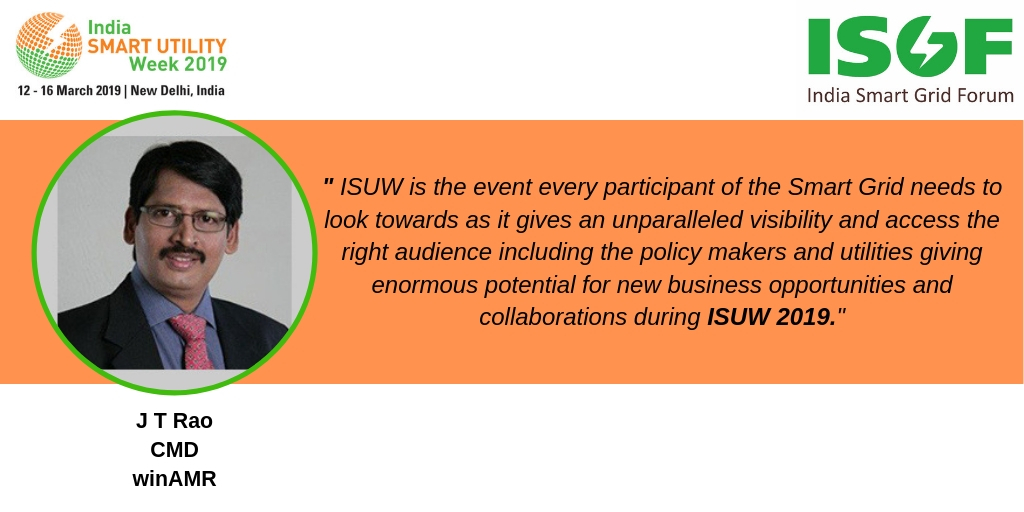 India
SMART UTILITY
Week 2019
12 - 16 March 2019 | New Delhi, India
ISGF
India Smart Grid Forum
" ISUW is the event every participant of the Smart Grid needs to
look towards as it gives an unparalleled visibility and access the
right audience including the policy makers and utilities giving
enormous potential for new business opportunities and
collaborations during ISUW 2019."
J T Rao
CMD
winAMR